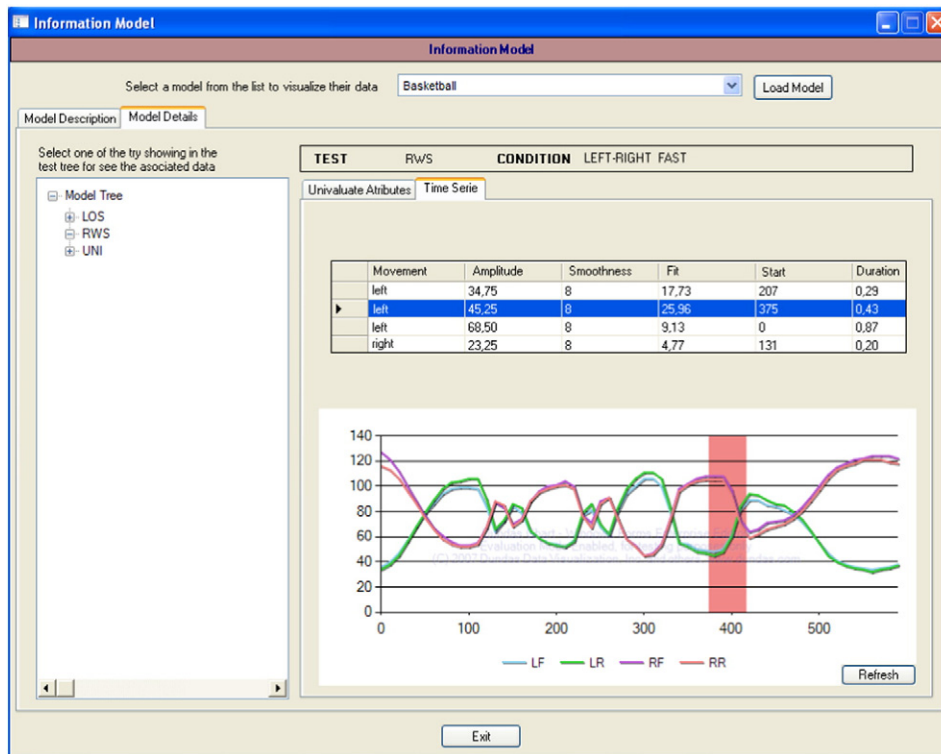 Information Model
Information Model
Select a model from the list to visualize their data Basketball Load Model
Model Description Model Details
Select one of the try showing in the
test tree for see the asociated data
TEST RWS CONDITION LEFT-RIGHT FAST
Univaluate Atributes Time Serie
Model Tree
LOS
RWS
UNI
Movement Amplitude Smoothness Fit Start Duration
left 34,75 8 17,73 207 0,29
left 45,25 8 25,96 375 0,43
left 68,50 8 9,13 0 0,87
right 23,25 8 4,77 131 0,20
140
120
100
80
60
40
20
0
0 100 200 300 400 500
LF LR RF RR
Refresh
Exit